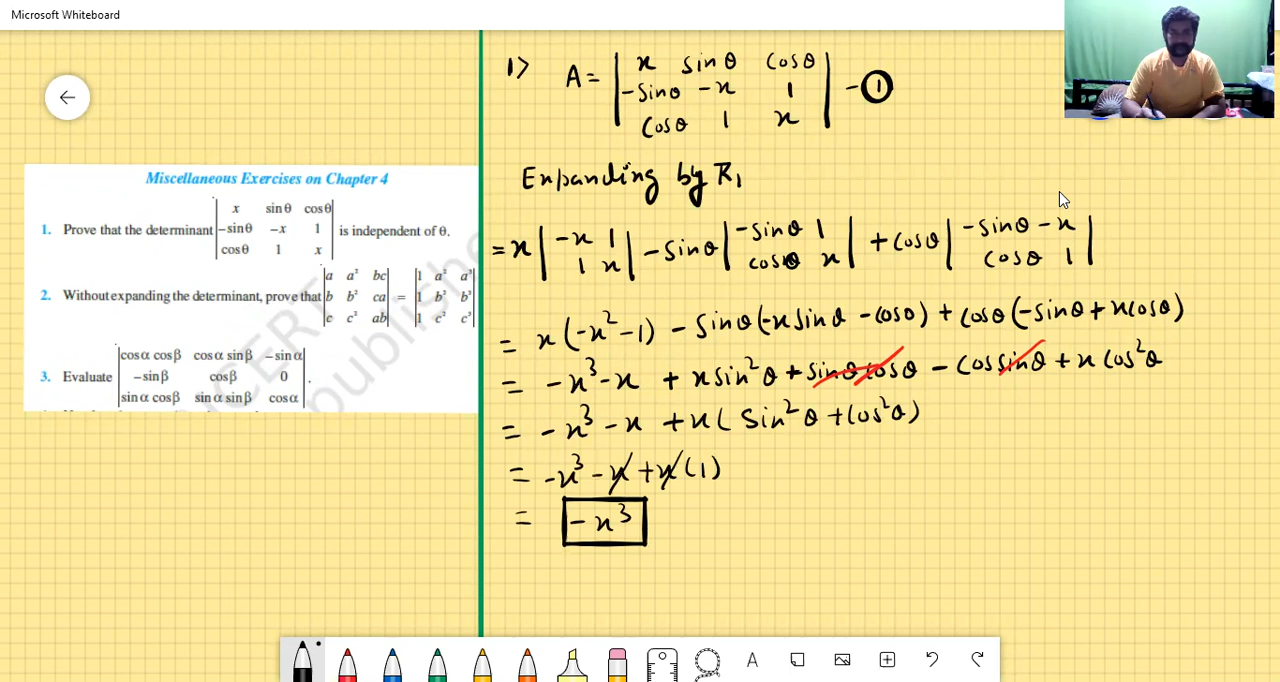 Microsoft Whiteboard
Miscellaneous Exercises on Chapter 4
1. Prove that the determinant |x sinθ cosθ| is independent of θ.
|-sinθ -x 1|
|cosθ 1 x|
2. Without expanding the determinant, prove that |a a² bc| = |1 a² a³|
|b b² ca| |1 b² b³|
|c c² ab| |1 c² c³|
3. Evaluate |cosα cosβ cosα sinβ -sinα|.
|-sinβ cosβ 0|
|sinα cosβ sinα sinβ cosα|
1) A = |x sinθ cosθ| - ①
|-sinθ -x 1|
|cosθ 1 x|
Expanding by R₁
= x |-x 1| - sinθ |-sinθ 1| + cosθ |-sinθ -x|
|1 x| |cosθ x| |cosθ 1|
= x(-x²-1) - sinθ(-x sinθ - cosθ) + cosθ(-sinθ + x cosθ)
= -x³ - x + x sin²θ + sinθ cosθ - cos sinθ + x cos²θ
= -x³ - x + x( sin²θ + cos²θ)
= -x³ - x + x(1)
= -x³
A